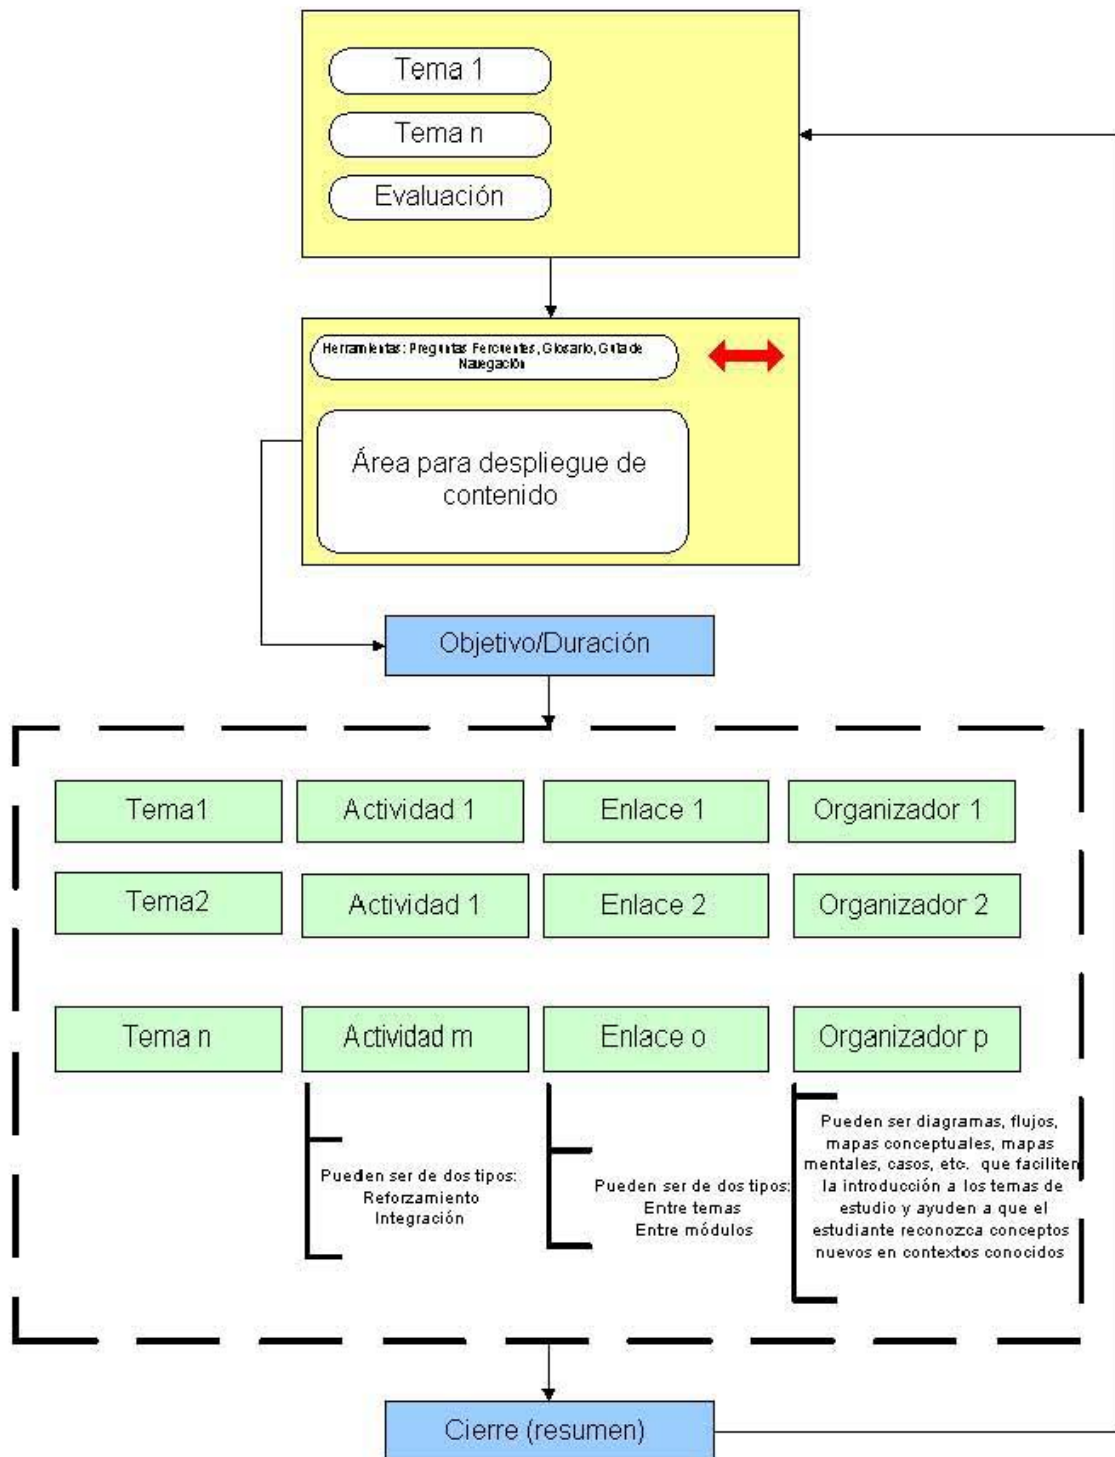 Tema 1
Tema n
Evaluación
Herramientas: Preguntas Fercuentes, Glosario, Guía de
Navegación
Área para despliegue de
contenido
Objetivo/Duración
Tema1
Actividad 1
Enlace 1
Organizador 1
Tema2
Actividad 1
Enlace 2
Organizador 2
Tema n
Actividad m
Enlace o
Organizador p
Pueden ser de dos tipos:
Reforzamiento
Integración
Pueden ser de dos tipos:
Entre temas
Entre módulos
Pueden ser diagramas, flujos,
mapas conceptuales, mapas
mentales, casos, etc. que faciliten
la introducción a los temas de
estudio y ayuden a que el
estudiante reconozca conceptos
nuevos en contextos conocidos
Cierre (resumen)